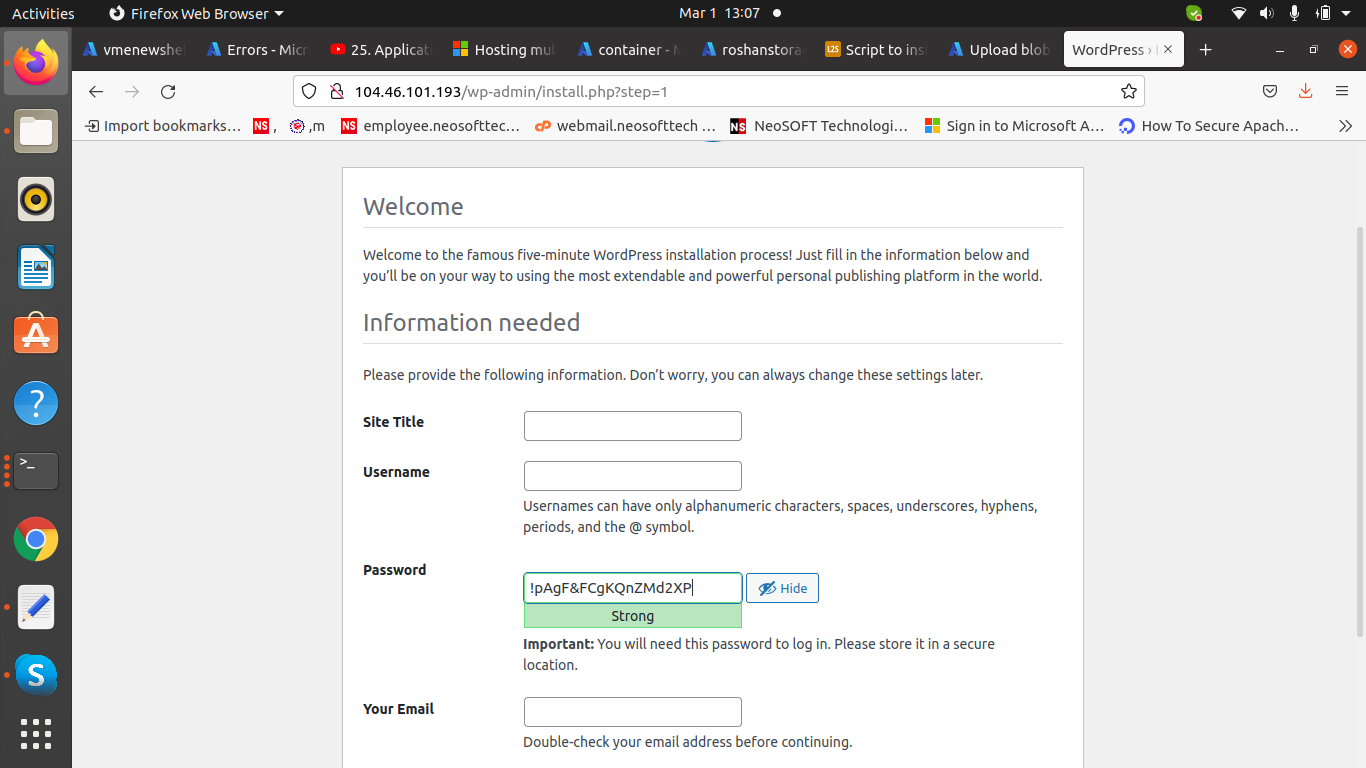 Activities
Firefox Web Browser
Mar 1 13:07
vmenewshel
Errors - Micr
25. Applicati
Hosting mul
container - M
roshanstorag
Script to inst
Upload blob
WordPress ›
104.46.101.193/wp-admin/install.php?step=1
Import bookmarks...
NS ,
,m
NS employee.neosofttec...
cP webmail.neosofttech ...
NS NeoSOFT Technologi...
Sign in to Microsoft A...
How To Secure Apach...
Welcome
Welcome to the famous five-minute WordPress installation process! Just fill in the information below and
you’ll be on your way to using the most extendable and powerful personal publishing platform in the world.
Information needed
Please provide the following information. Don’t worry, you can always change these settings later.
Site Title
Username
Usernames can have only alphanumeric characters, spaces, underscores, hyphens,
periods, and the @ symbol.
Password
!pAgF&FCgKQnZMd2XP
Hide
Strong
Important: You will need this password to log in. Please store it in a secure
location.
Your Email
Double-check your email address before continuing.